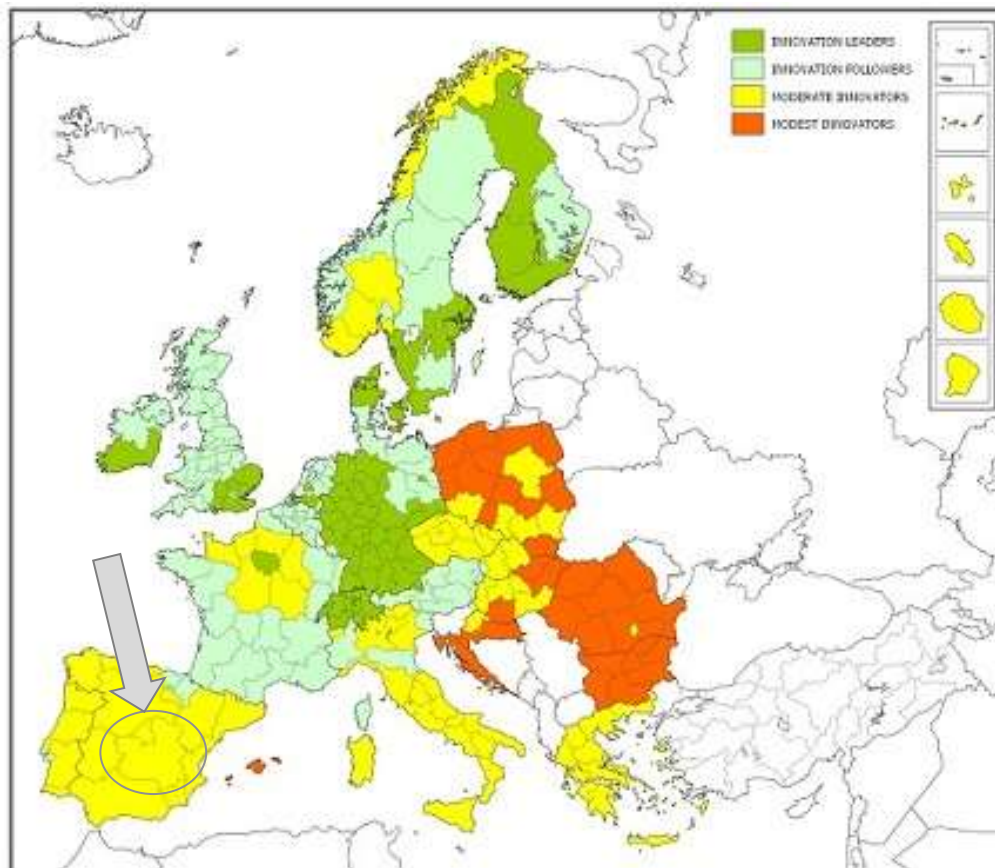 INNOVATION LEADERS
INNOVATION FOLLOWERS
MODERATE INNOVATORS
MODEST INNOVATORS